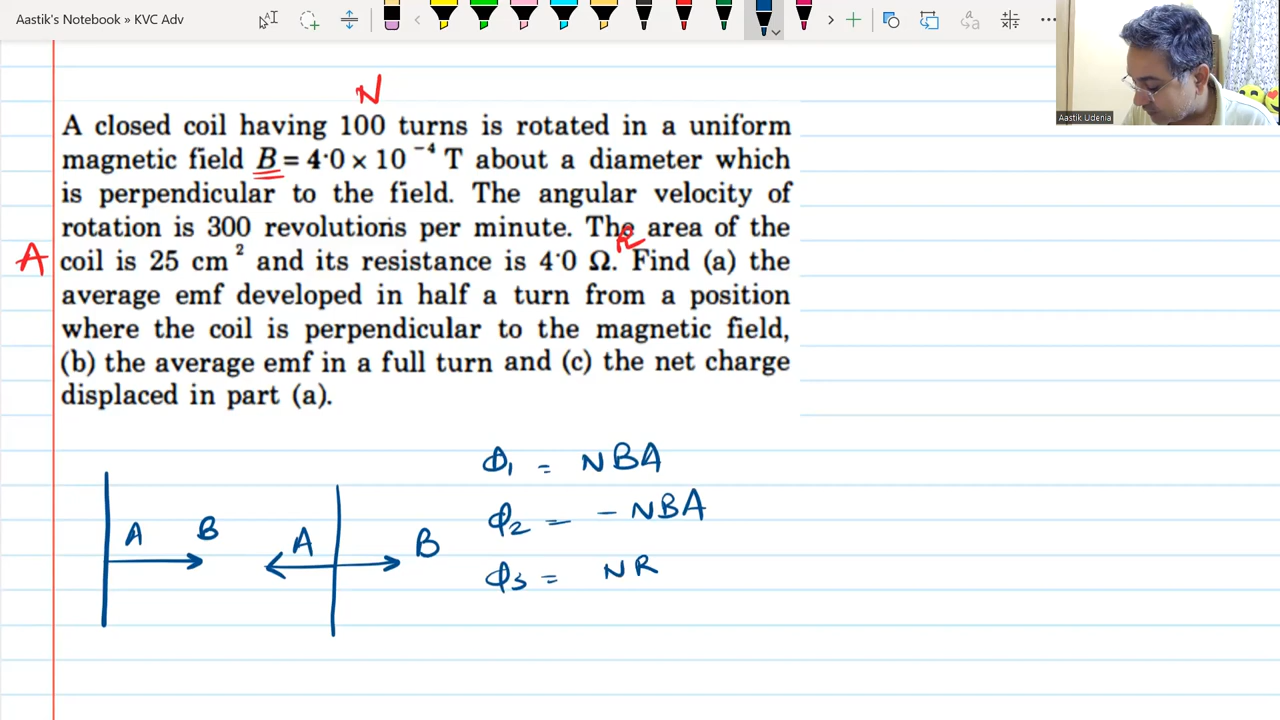 Aastik's Notebook » KVC Adv
Aastik Udenia
N
A closed coil having 100 turns is rotated in a uniform
magnetic field B = 4·0 × 10⁻⁴ T about a diameter which
is perpendicular to the field. The angular velocity of
rotation is 300 revolutions per minute. The area of the
R
A
coil is 25 cm² and its resistance is 4·0 Ω. Find (a) the
average emf developed in half a turn from a position
where the coil is perpendicular to the magnetic field,
(b) the average emf in a full turn and (c) the net charge
displaced in part (a).
A B
A B
ϕ₁ = NBA
ϕ₂ = - NBA
ϕ₃ = NB